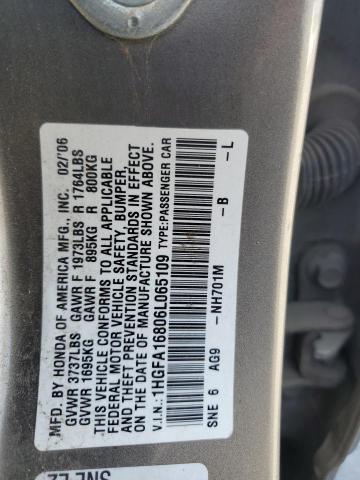 MFD. BY HONDA OF AMERICA MFG., INC. 02/'06
GVWR 3737LBS GAWR F 1973LBS R 1764LBS
GVWR 1695KG GAWR F 895KG R 800KG
THIS VEHICLE CONFORMS TO ALL APPLICABLE
FEDERAL MOTOR VEHICLE SAFETY, BUMPER,
AND THEFT PREVENTION STANDARDS IN EFFECT
ON THE DATE OF MANUFACTURE SHOWN ABOVE.
V.I.N.: 1HGFA16806L065109 TYPE:PASSENGER CAR
SNE 6 AG9 -NH701M -B -L